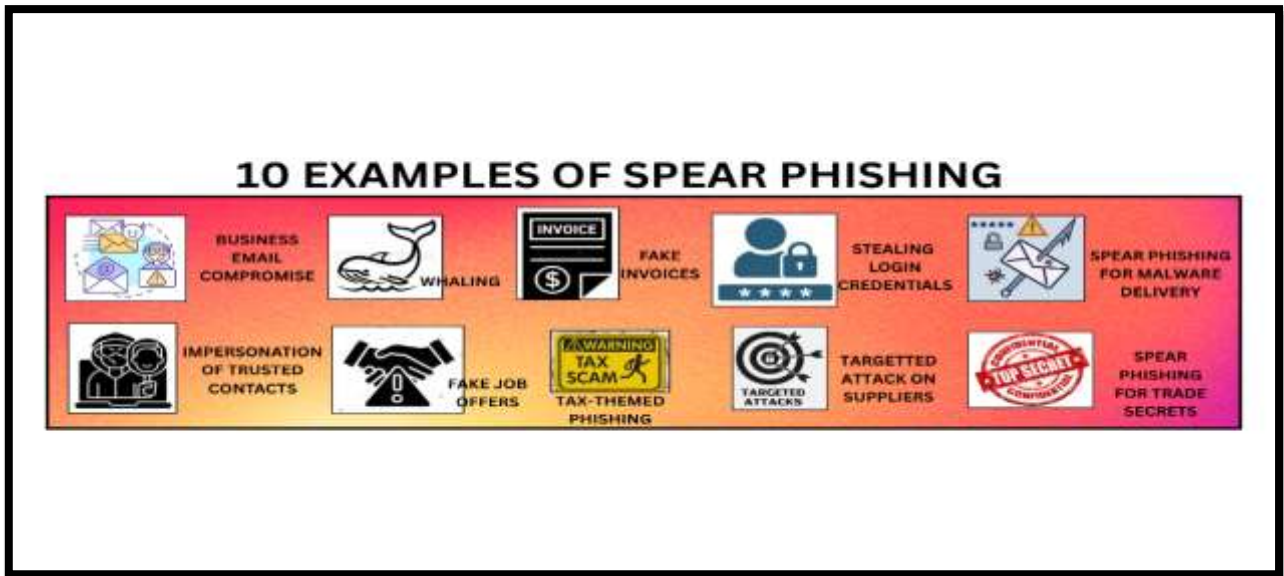 10 EXAMPLES OF SPEAR PHISHING
BUSINESS
EMAIL
COMPROMISE
WHALING
INVOICE
$
FAKE
INVOICES
****
STEALING
LOGIN
CREDENTIALS
*****
SPEAR PHISHING
FOR MALWARE
DELIVERY
IMPERSONATION
OF TRUSTED
CONTACTS
FAKE JOB
OFFERS
WARNING
TAX
SCAM
TAX-THEMED
PHISHING
TARGETED
ATTACKS
TARGETTED
ATTACK ON
SUPPLIERS
CONFIDENTIAL
TOP SECRET
CONFIDENTIAL
SPEAR
PHISHING
FOR TRADE
SECRETS